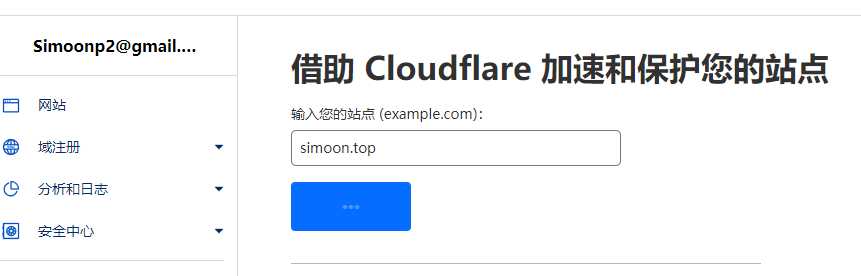 Simoonp2@gmail....
网站
域注册
分析和日志
安全中心
借助 Cloudflare 加速和保护您的站点
输入您的站点 (example.com):
simoon.top